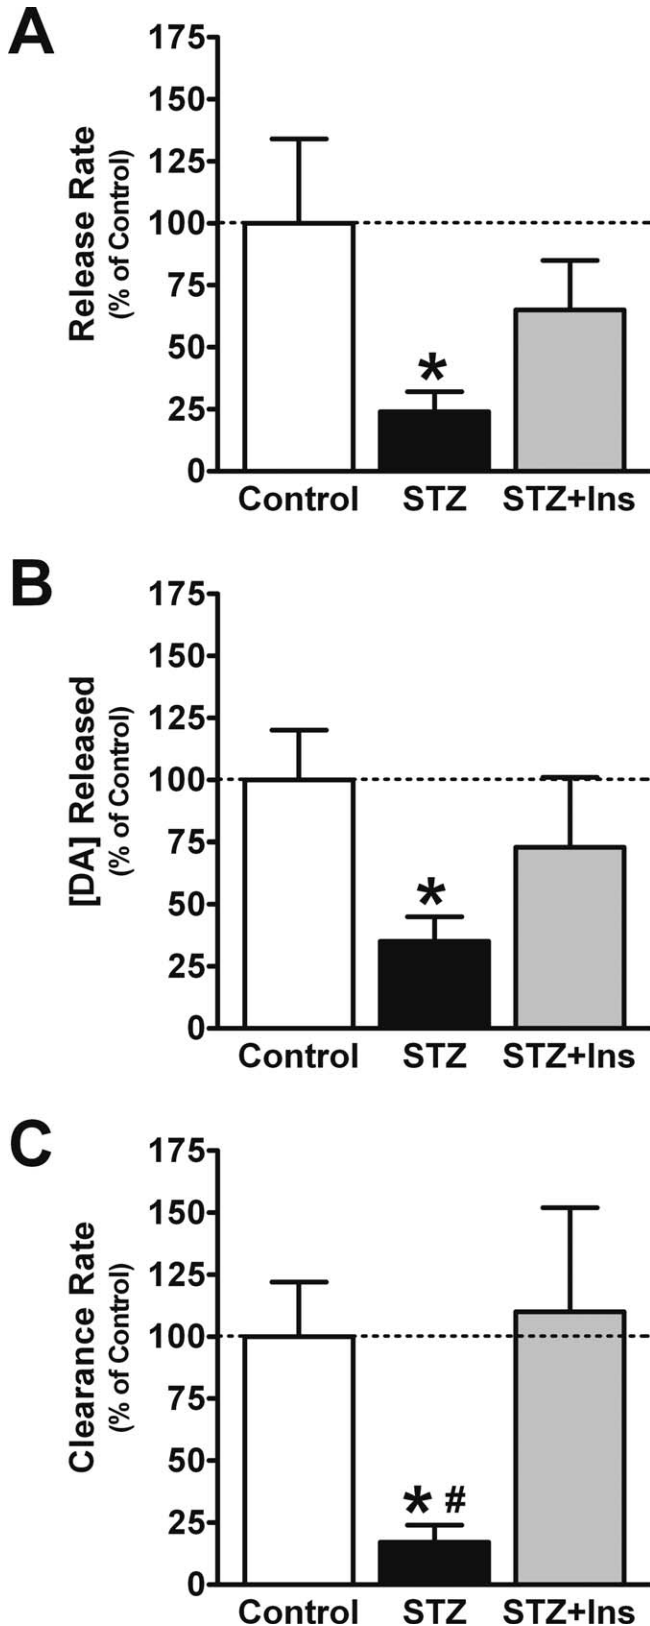 A
Release Rate
(% of Control)
175
150
125
100
75
50
25
0
*
Control STZ STZ+Ins
B
[DA] Released
(% of Control)
175
150
125
100
75
50
25
0
*
Control STZ STZ+Ins
C
Clearance Rate
(% of Control)
175
150
125
100
75
50
25
0
* #
Control STZ STZ+Ins